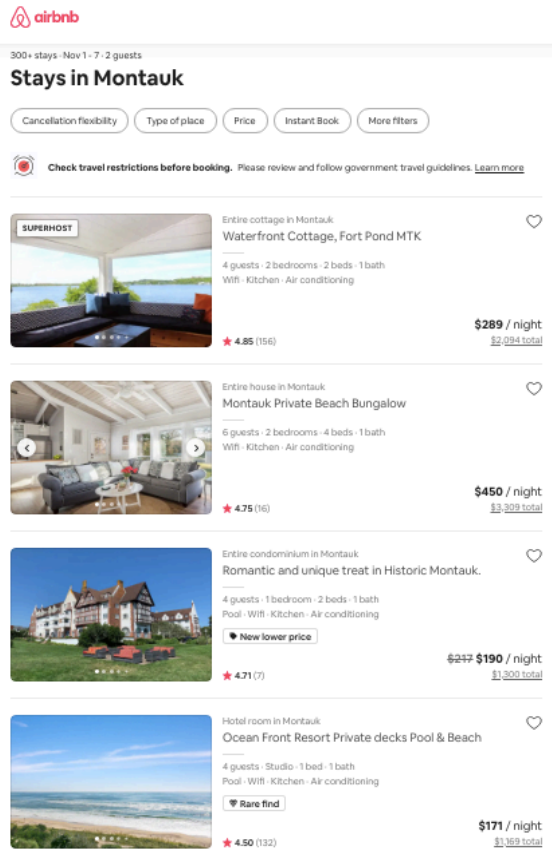 airbnb
300+ stays · Nov 1 - 7 · 2 guests
Stays in Montauk
Cancellation flexibility
Type of place
Price
Instant Book
More filters
Check travel restrictions before booking. Please review and follow government travel guidelines. Learn more
SUPERHOST
Entire cottage in Montauk
Waterfront Cottage, Fort Pond MTK
4 guests · 2 bedrooms · 2 beds · 1 bath
Wifi · Kitchen · Air conditioning
$289 / night
4.85 (156)
$2,094 total
Entire house in Montauk
Montauk Private Beach Bungalow
6 guests · 2 bedrooms · 4 beds · 1 bath
Wifi · Kitchen · Air conditioning
$450 / night
4.75 (16)
$3,309 total
Entire condominium in Montauk
Romantic and unique treat in Historic Montauk.
4 guests · 1 bedroom · 2 beds · 1 bath
Pool · Wifi · Kitchen · Air conditioning
New lower price
$217 $190 / night
4.71 (7)
$1,300 total
Hotel room in Montauk
Ocean Front Resort Private decks Pool & Beach
4 guests · Studio · 1 bed · 1 bath
Pool · Wifi · Kitchen · Air conditioning
Rare find
$171 / night
4.50 (132)
$1,169 total